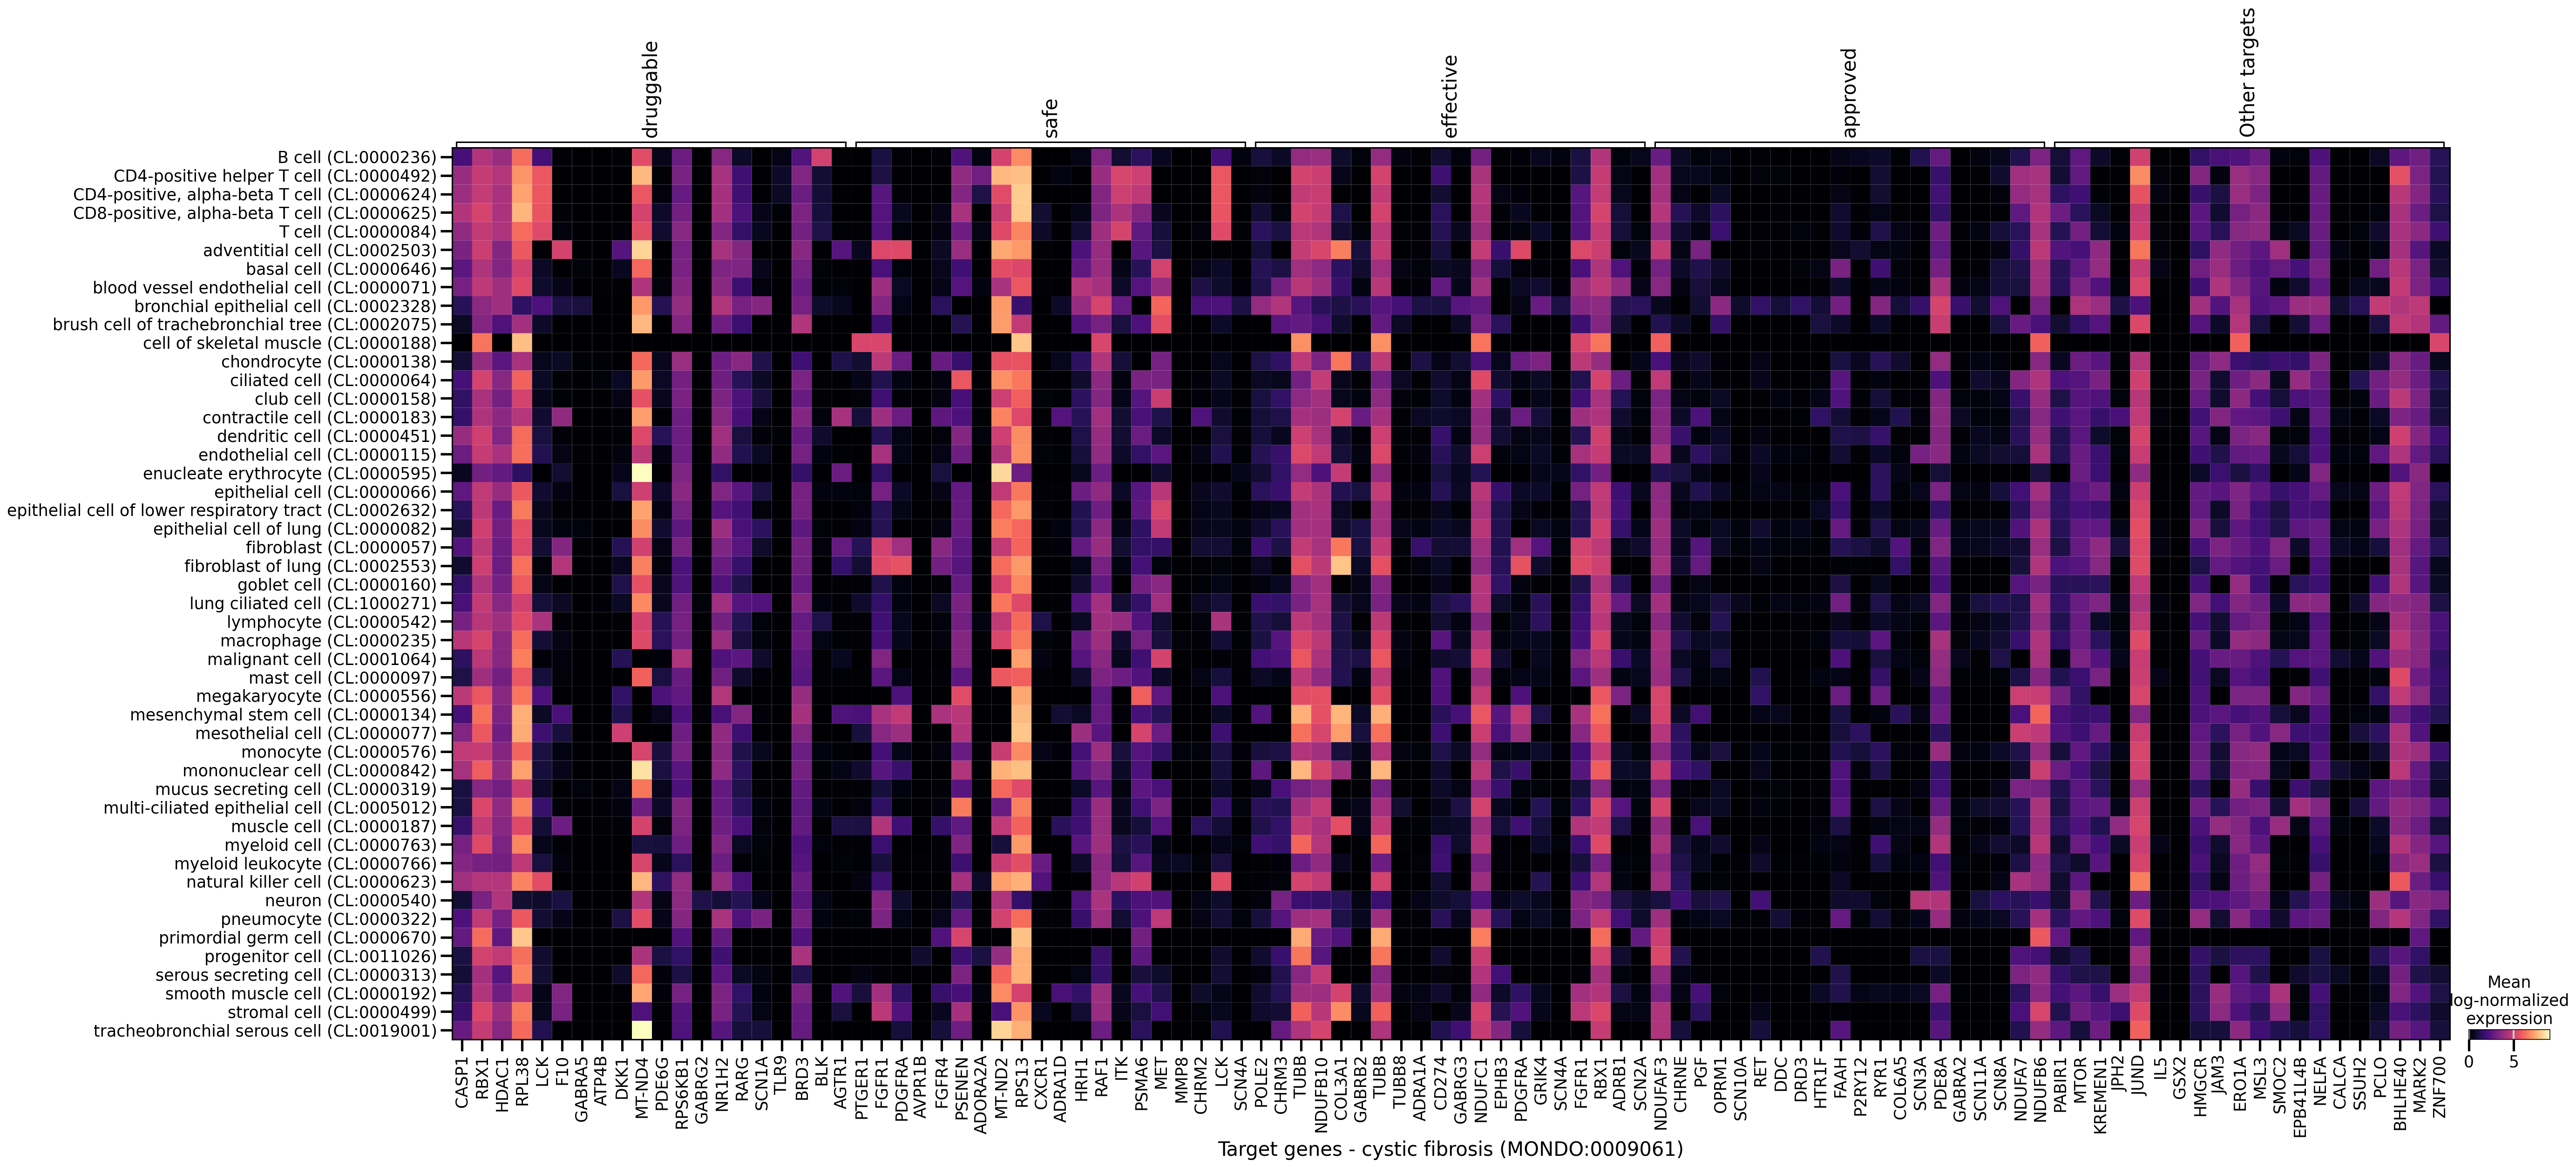 druggable
safe
effective
approved
Other targets
B cell (CL:0000236)
CD4-positive helper T cell (CL:0000492)
CD4-positive, alpha-beta T cell (CL:0000624)
CD8-positive, alpha-beta T cell (CL:0000625)
T cell (CL:0000084)
adventitial cell (CL:0002503)
basal cell (CL:0000646)
blood vessel endothelial cell (CL:0000071)
bronchial epithelial cell (CL:0002328)
brush cell of trachebronchial tree (CL:0002075)
cell of skeletal muscle (CL:0000188)
chondrocyte (CL:0000138)
ciliated cell (CL:0000064)
club cell (CL:0000158)
contractile cell (CL:0000183)
dendritic cell (CL:0000451)
endothelial cell (CL:0000115)
enucleate erythrocyte (CL:0000595)
epithelial cell (CL:0000066)
epithelial cell of lower respiratory tract (CL:0002632)
epithelial cell of lung (CL:0000082)
fibroblast (CL:0000057)
fibroblast of lung (CL:0002553)
goblet cell (CL:0000160)
lung ciliated cell (CL:1000271)
lymphocyte (CL:0000542)
macrophage (CL:0000235)
malignant cell (CL:0001064)
mast cell (CL:0000097)
megakaryocyte (CL:0000556)
mesenchymal stem cell (CL:0000134)
mesothelial cell (CL:0000077)
monocyte (CL:0000576)
mononuclear cell (CL:0000842)
mucus secreting cell (CL:0000319)
multi-ciliated epithelial cell (CL:0005012)
muscle cell (CL:0000187)
myeloid cell (CL:0000763)
myeloid leukocyte (CL:0000766)
natural killer cell (CL:0000623)
neuron (CL:0000540)
pneumocyte (CL:0000322)
primordial germ cell (CL:0000670)
progenitor cell (CL:0011026)
serous secreting cell (CL:0000313)
smooth muscle cell (CL:0000192)
stromal cell (CL:0000499)
tracheobronchial serous cell (CL:0019001)
CASP1
RBX1
HDAC1
RPL38
LCK
F10
GABRA5
ATP4B
DKK1
MT-ND4
PDE6G
RPS6KB1
GABRG2
NR1H2
RARG
SCN1A
TLR9
BRD3
BLK
AGTR1
PTGER1
FGFR1
PDGFRA
AVPR1B
FGFR4
PSENEN
ADORA2A
MT-ND2
RPS13
CXCR1
ADRA1D
HRH1
RAF1
ITK
PSMA6
MET
MMP8
CHRM2
LCK
SCN4A
POLE2
CHRM3
TUBB
NDUFB10
COL3A1
GABRB2
TUBB
TUBB8
ADRA1A
CD274
GABRG3
NDUFC1
EPHB3
PDGFRA
GRIK4
SCN4A
FGFR1
RBX1
ADRB1
SCN2A
NDUFAF3
CHRNE
PGF
OPRM1
SCN10A
RET
DDC
DRD3
HTR1F
FAAH
P2RY12
RYR1
COL6A5
SCN3A
PDE8A
GABRA2
SCN11A
SCN8A
NDUFA7
NDUFB6
PABIR1
MTOR
KREMEN1
JPH2
JUND
IL5
GSX2
HMGCR
JAM3
ERO1A
MSL3
SMOC2
EPB41L4B
NELFA
CALCA
SSUH2
PCLO
BHLHE40
MARK2
ZNF700
Target genes - cystic fibrosis (MONDO:0009061)
Mean
log-normalized
expression
0
5